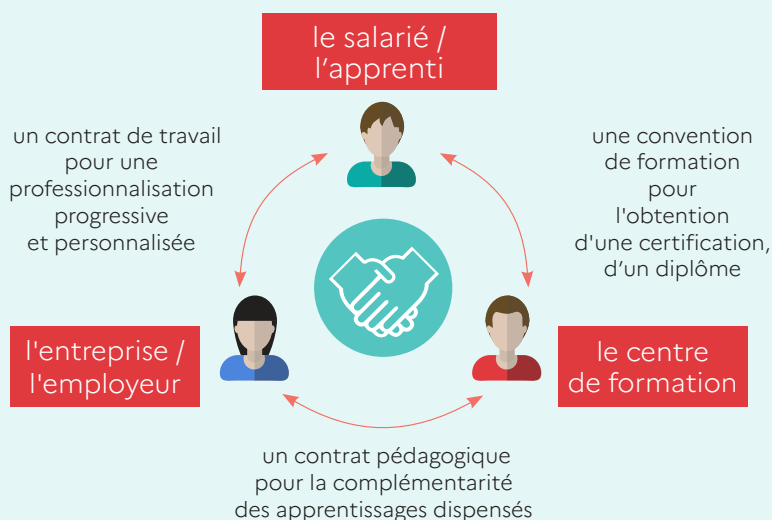 le salarié /
l’apprenti
un contrat de travail
pour une
professionnalisation
progressive
et personnalisée
une convention
de formation
pour
l'obtention
d'une certification,
d’un diplôme
l'entreprise /
l'employeur
le centre
de formation
un contrat pédagogique
pour la complémentarité
des apprentissages dispensés